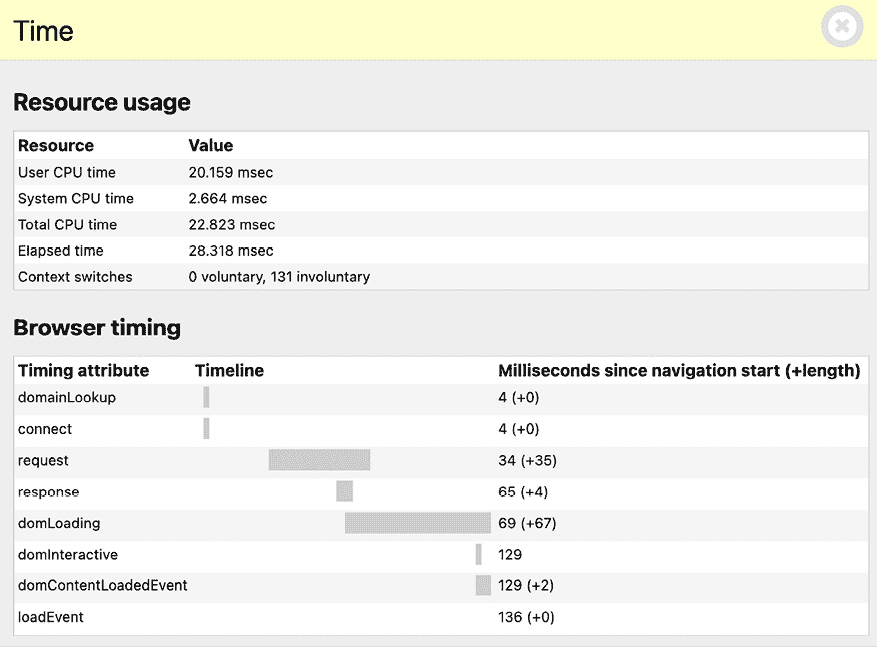 Time
Resource usage
Resource Value
User CPU time 20.159 msec
System CPU time 2.664 msec
Total CPU time 22.823 msec
Elapsed time 28.318 msec
Context switches 0 voluntary, 131 involuntary
Browser timing
Timing attribute Timeline Milliseconds since navigation start (+length)
domainLookup 4 (+0)
connect 4 (+0)
request 34 (+35)
response 65 (+4)
domLoading 69 (+67)
domInteractive 129
domContentLoadedEvent 129 (+2)
loadEvent 136 (+0)